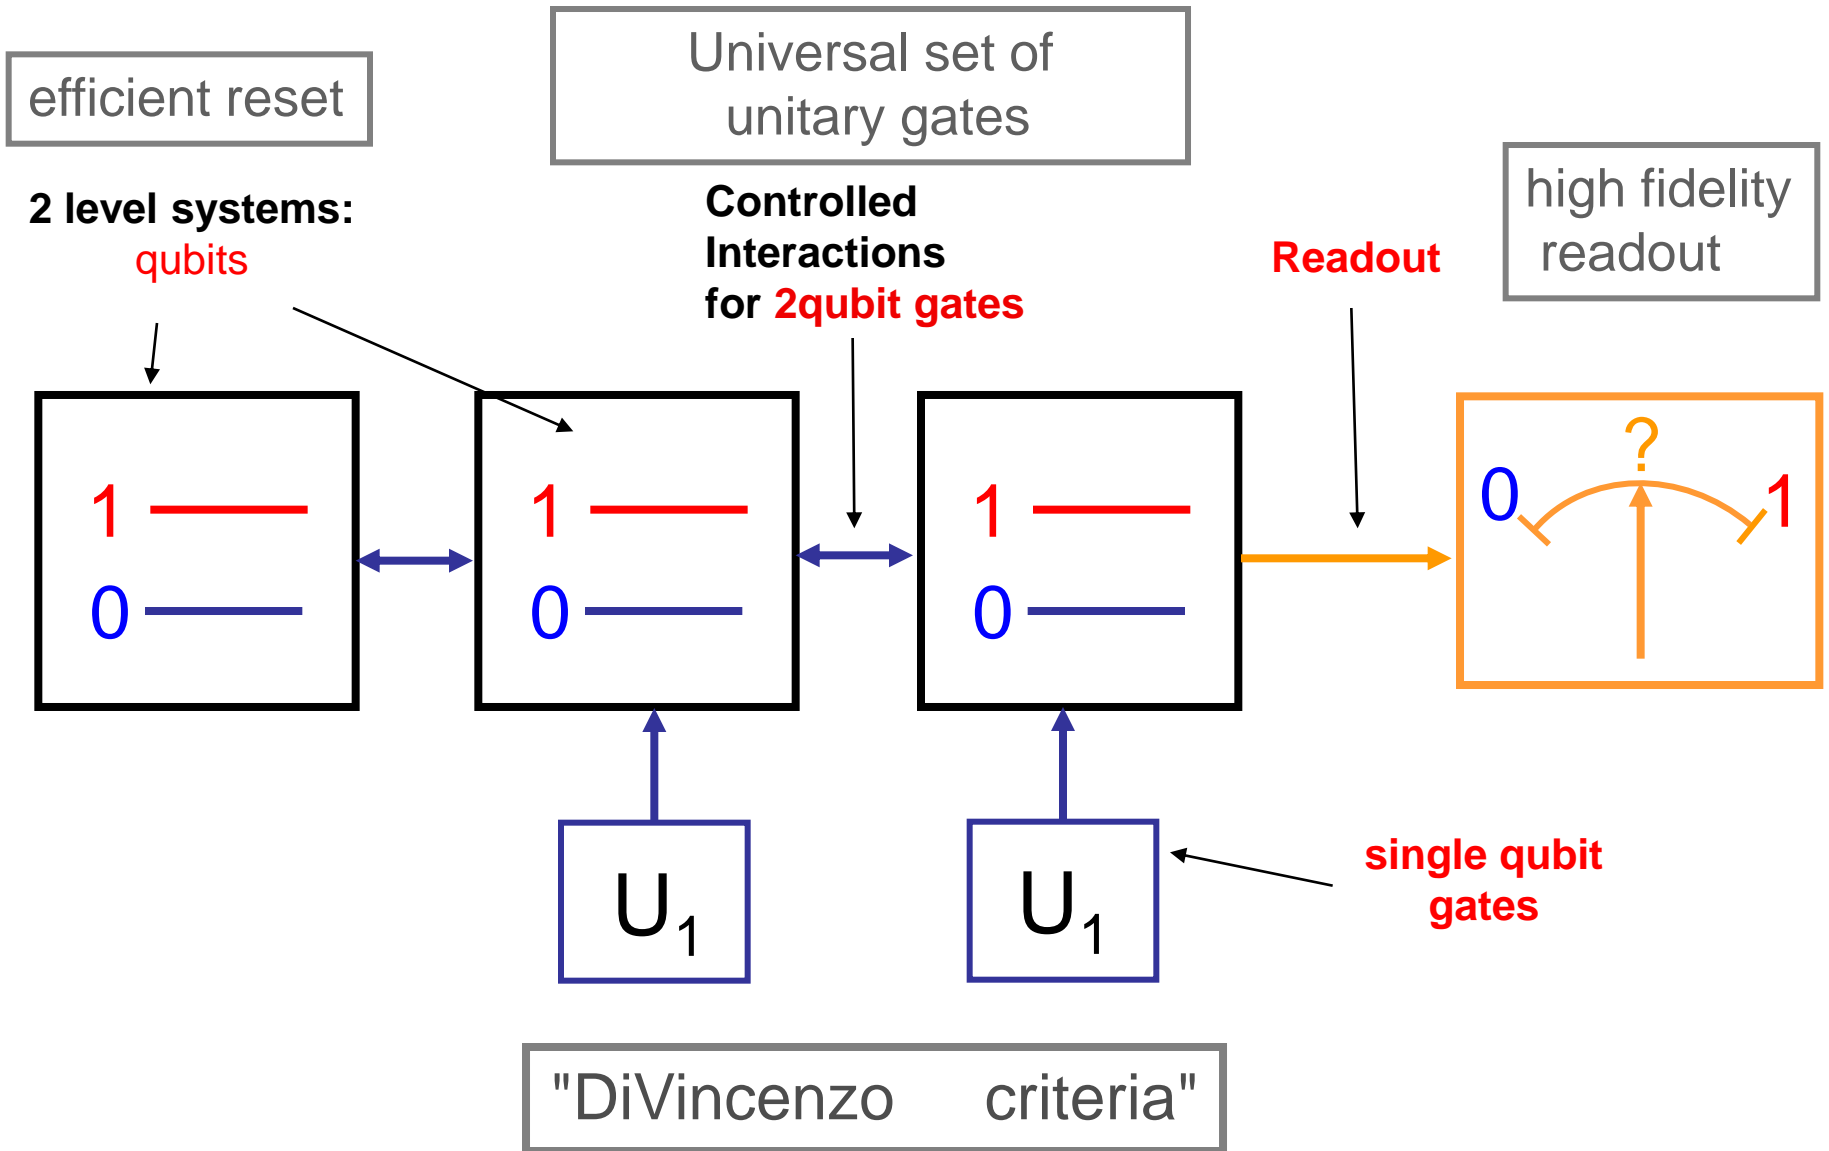 efficient reset
Universal set of
unitary gates
high fidelity
readout
2 level systems:
qubits
Controlled
Interactions
for 2qubit gates
Readout
1
0
1
0
1
0
0
?
1
U₁
U₁
single qubit
gates
"DiVincenzo criteria"